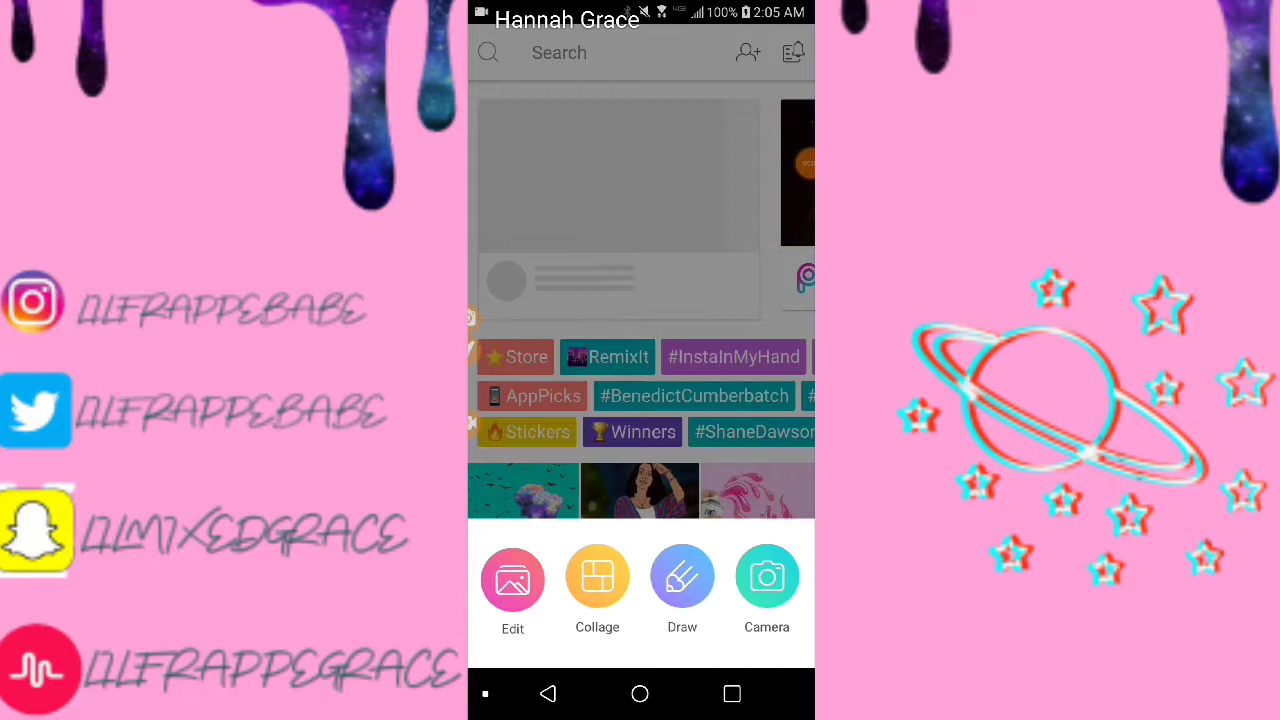 Hannah Grace
100% 2:05 AM
Search
⭐Store RemixIt #InstaInMyHand
AppPicks #BenedictCumberbatch #
🔥Stickers 🏆Winners #ShaneDawson
Edit Collage Draw Camera
LILFRAPPEBABE
LILFRAPPEBABE
LILMIXEDGRACE
LILFRAPPEGRACE